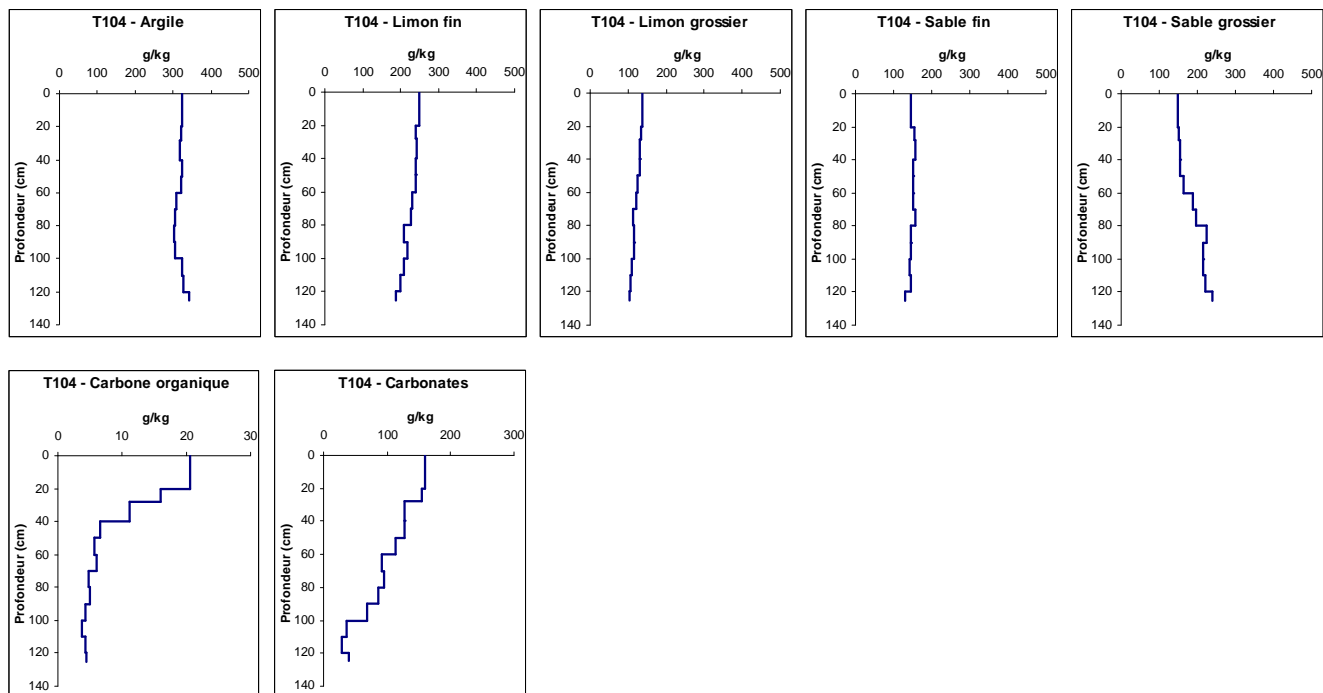 T104 - Argile
g/kg
0 100 200 300 400 500
Profondeur (cm)
0
20
40
60
80
100
120
140
T104 - Limon fin
g/kg
0 100 200 300 400 500
Profondeur (cm)
0
20
40
60
80
100
120
140
T104 - Limon grossier
g/kg
0 100 200 300 400 500
Profondeur (cm)
0
20
40
60
80
100
120
140
T104 - Sable fin
g/kg
0 100 200 300 400 500
Profondeur (cm)
0
20
40
60
80
100
120
140
T104 - Sable grossier
g/kg
0 100 200 300 400 500
Profondeur (cm)
0
20
40
60
80
100
120
140
T104 - Carbone organique
g/kg
0 10 20 30
Profondeur (cm)
0
20
40
60
80
100
120
140
T104 - Carbonates
g/kg
0 100 200 300
Profondeur (cm)
0
20
40
60
80
100
120
140